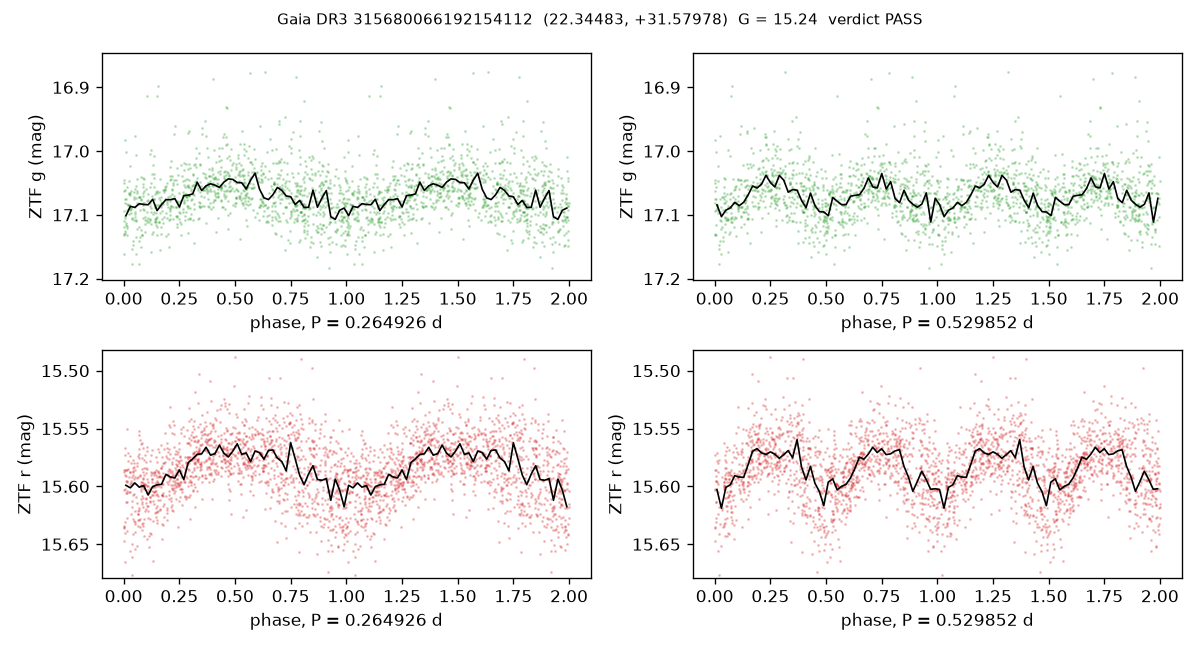 Gaia DR3 315680066192154112 (22.34483, +31.57978) G = 15.24 verdict PASS
ZTF g (mag)
16.9
17.0
17.1
17.2
0.00 0.25 0.50 0.75 1.00 1.25 1.50 1.75 2.00
phase, P = 0.264926 d
ZTF g (mag)
16.9
17.0
17.1
17.2
0.00 0.25 0.50 0.75 1.00 1.25 1.50 1.75 2.00
phase, P = 0.529852 d
ZTF r (mag)
15.50
15.55
15.60
15.65
0.00 0.25 0.50 0.75 1.00 1.25 1.50 1.75 2.00
phase, P = 0.264926 d
ZTF r (mag)
15.50
15.55
15.60
15.65
0.00 0.25 0.50 0.75 1.00 1.25 1.50 1.75 2.00
phase, P = 0.529852 d